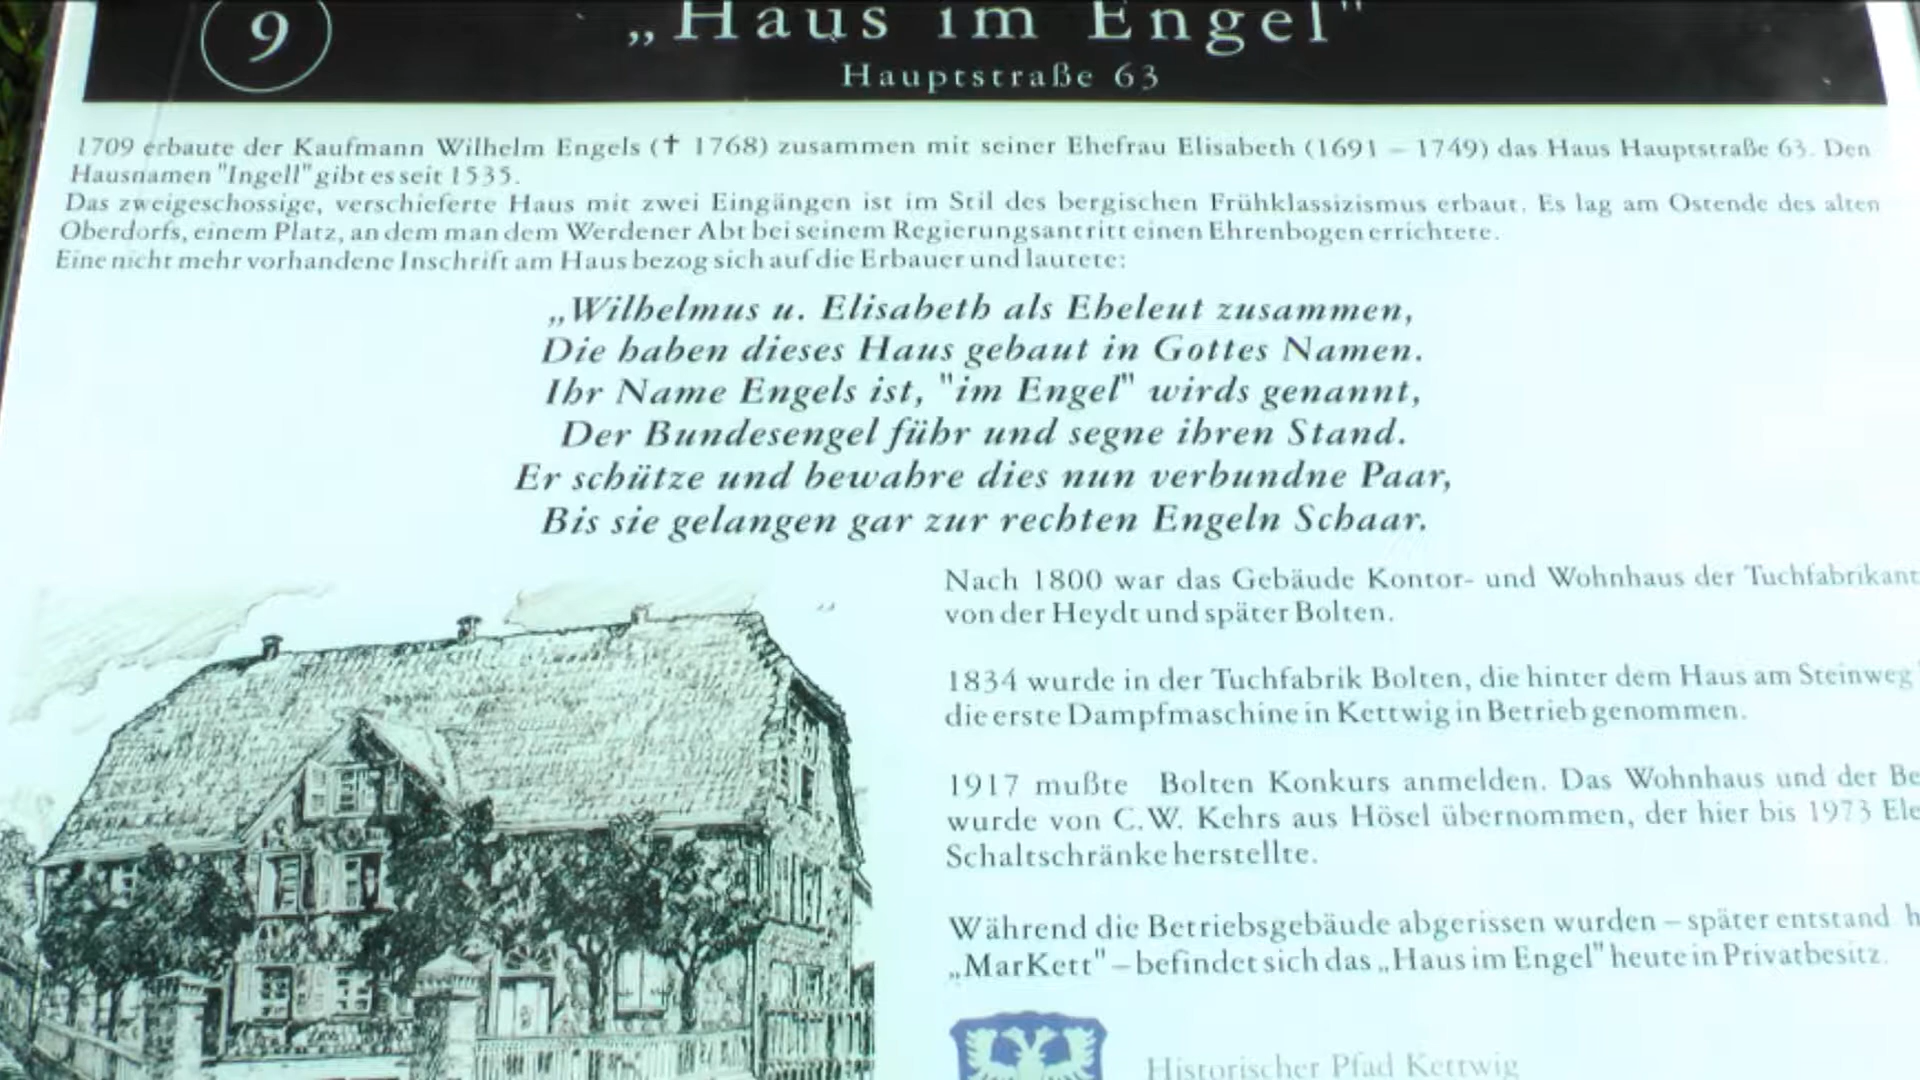 9
„Haus im Engel"
Hauptstraße 63
1709 erbaute der Kaufmann Wilhelm Engels († 1768) zusammen mit seiner Ehefrau Elisabeth (1691 – 1749) das Haus Hauptstraße 63. Den
Hausnamen "Ingell" gibt es seit 1535.
Das zweigeschossige, verschieferte Haus mit zwei Eingängen ist im Stil des bergischen Frühklassizismus erbaut. Es lag am Ostende des alten
Oberdorfs, einem Platz, an dem man dem Werdener Abt bei seinem Regierungsantritt einen Ehrenbogen errichtete.
Eine nicht mehr vorhandene Inschrift am Haus bezog sich auf die Erbauer und lautete:
„Wilhelmus u. Elisabeth als Eheleut zusammen,
Die haben dieses Haus gebaut in Gottes Namen.
Ihr Name Engels ist, "im Engel" wirds genannt,
Der Bundesengel führ und segne ihren Stand.
Er schütze und bewahre dies nun verbundne Paar,
Bis sie gelangen gar zur rechten Engeln Schaar.
"
Nach 1800 war das Gebäude Kontor- und Wohnhaus der Tuchfabrikant
von der Heydt und später Bolten.
1834 wurde in der Tuchfabrik Bolten, die hinter dem Haus am Steinweg
die erste Dampfmaschine in Kettwig in Betrieb genommen.
1917 mußte Bolten Konkurs anmelden. Das Wohnhaus und der Be
wurde von C.W. Kehrs aus Hösel übernommen, der hier bis 1973 Ele
Schaltschränke herstellte.
Während die Betriebsgebäude abgerissen wurden – später entstand h
„MarKett" – befindet sich das „Haus im Engel" heute in Privatbesitz.
Historischer Pfad Kettwig